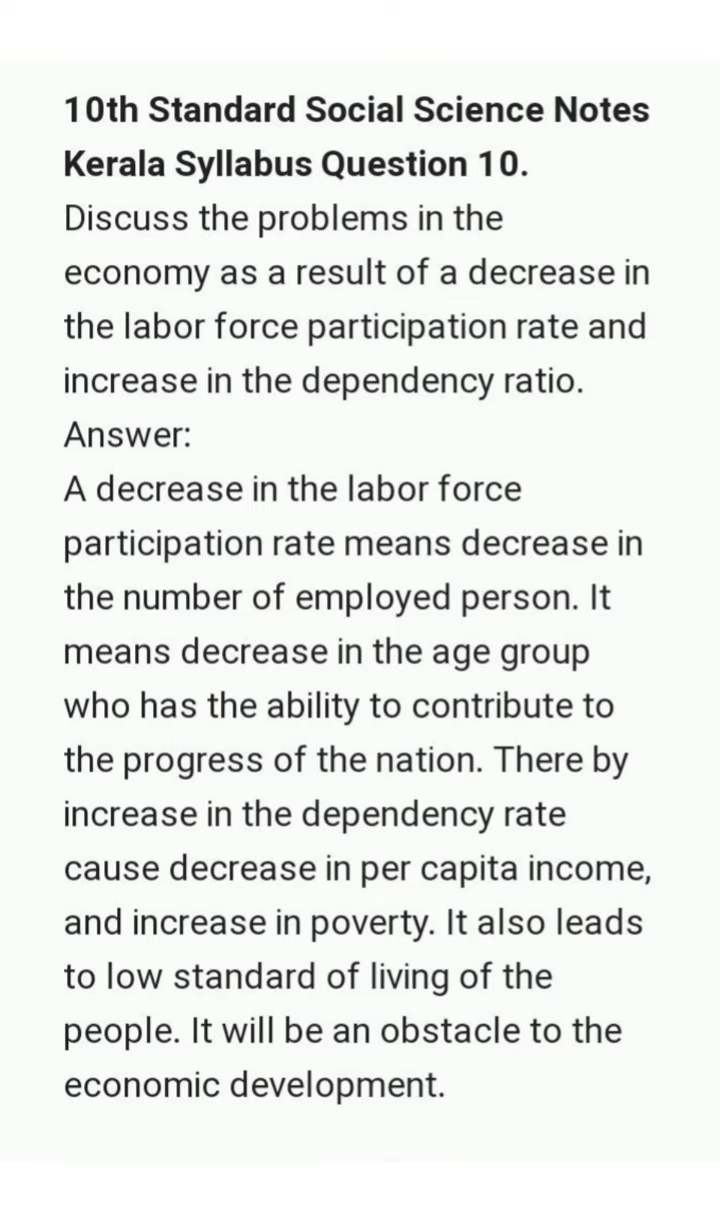 10th Standard Social Science Notes
Kerala Syllabus Question 10.
Discuss the problems in the
economy as a result of a decrease in
the labor force participation rate and
increase in the dependency ratio.
Answer:
A decrease in the labor force
participation rate means decrease in
the number of employed person. It
means decrease in the age group
who has the ability to contribute to
the progress of the nation. There by
increase in the dependency rate
cause decrease in per capita income,
and increase in poverty. It also leads
to low standard of living of the
people. It will be an obstacle to the
economic development.